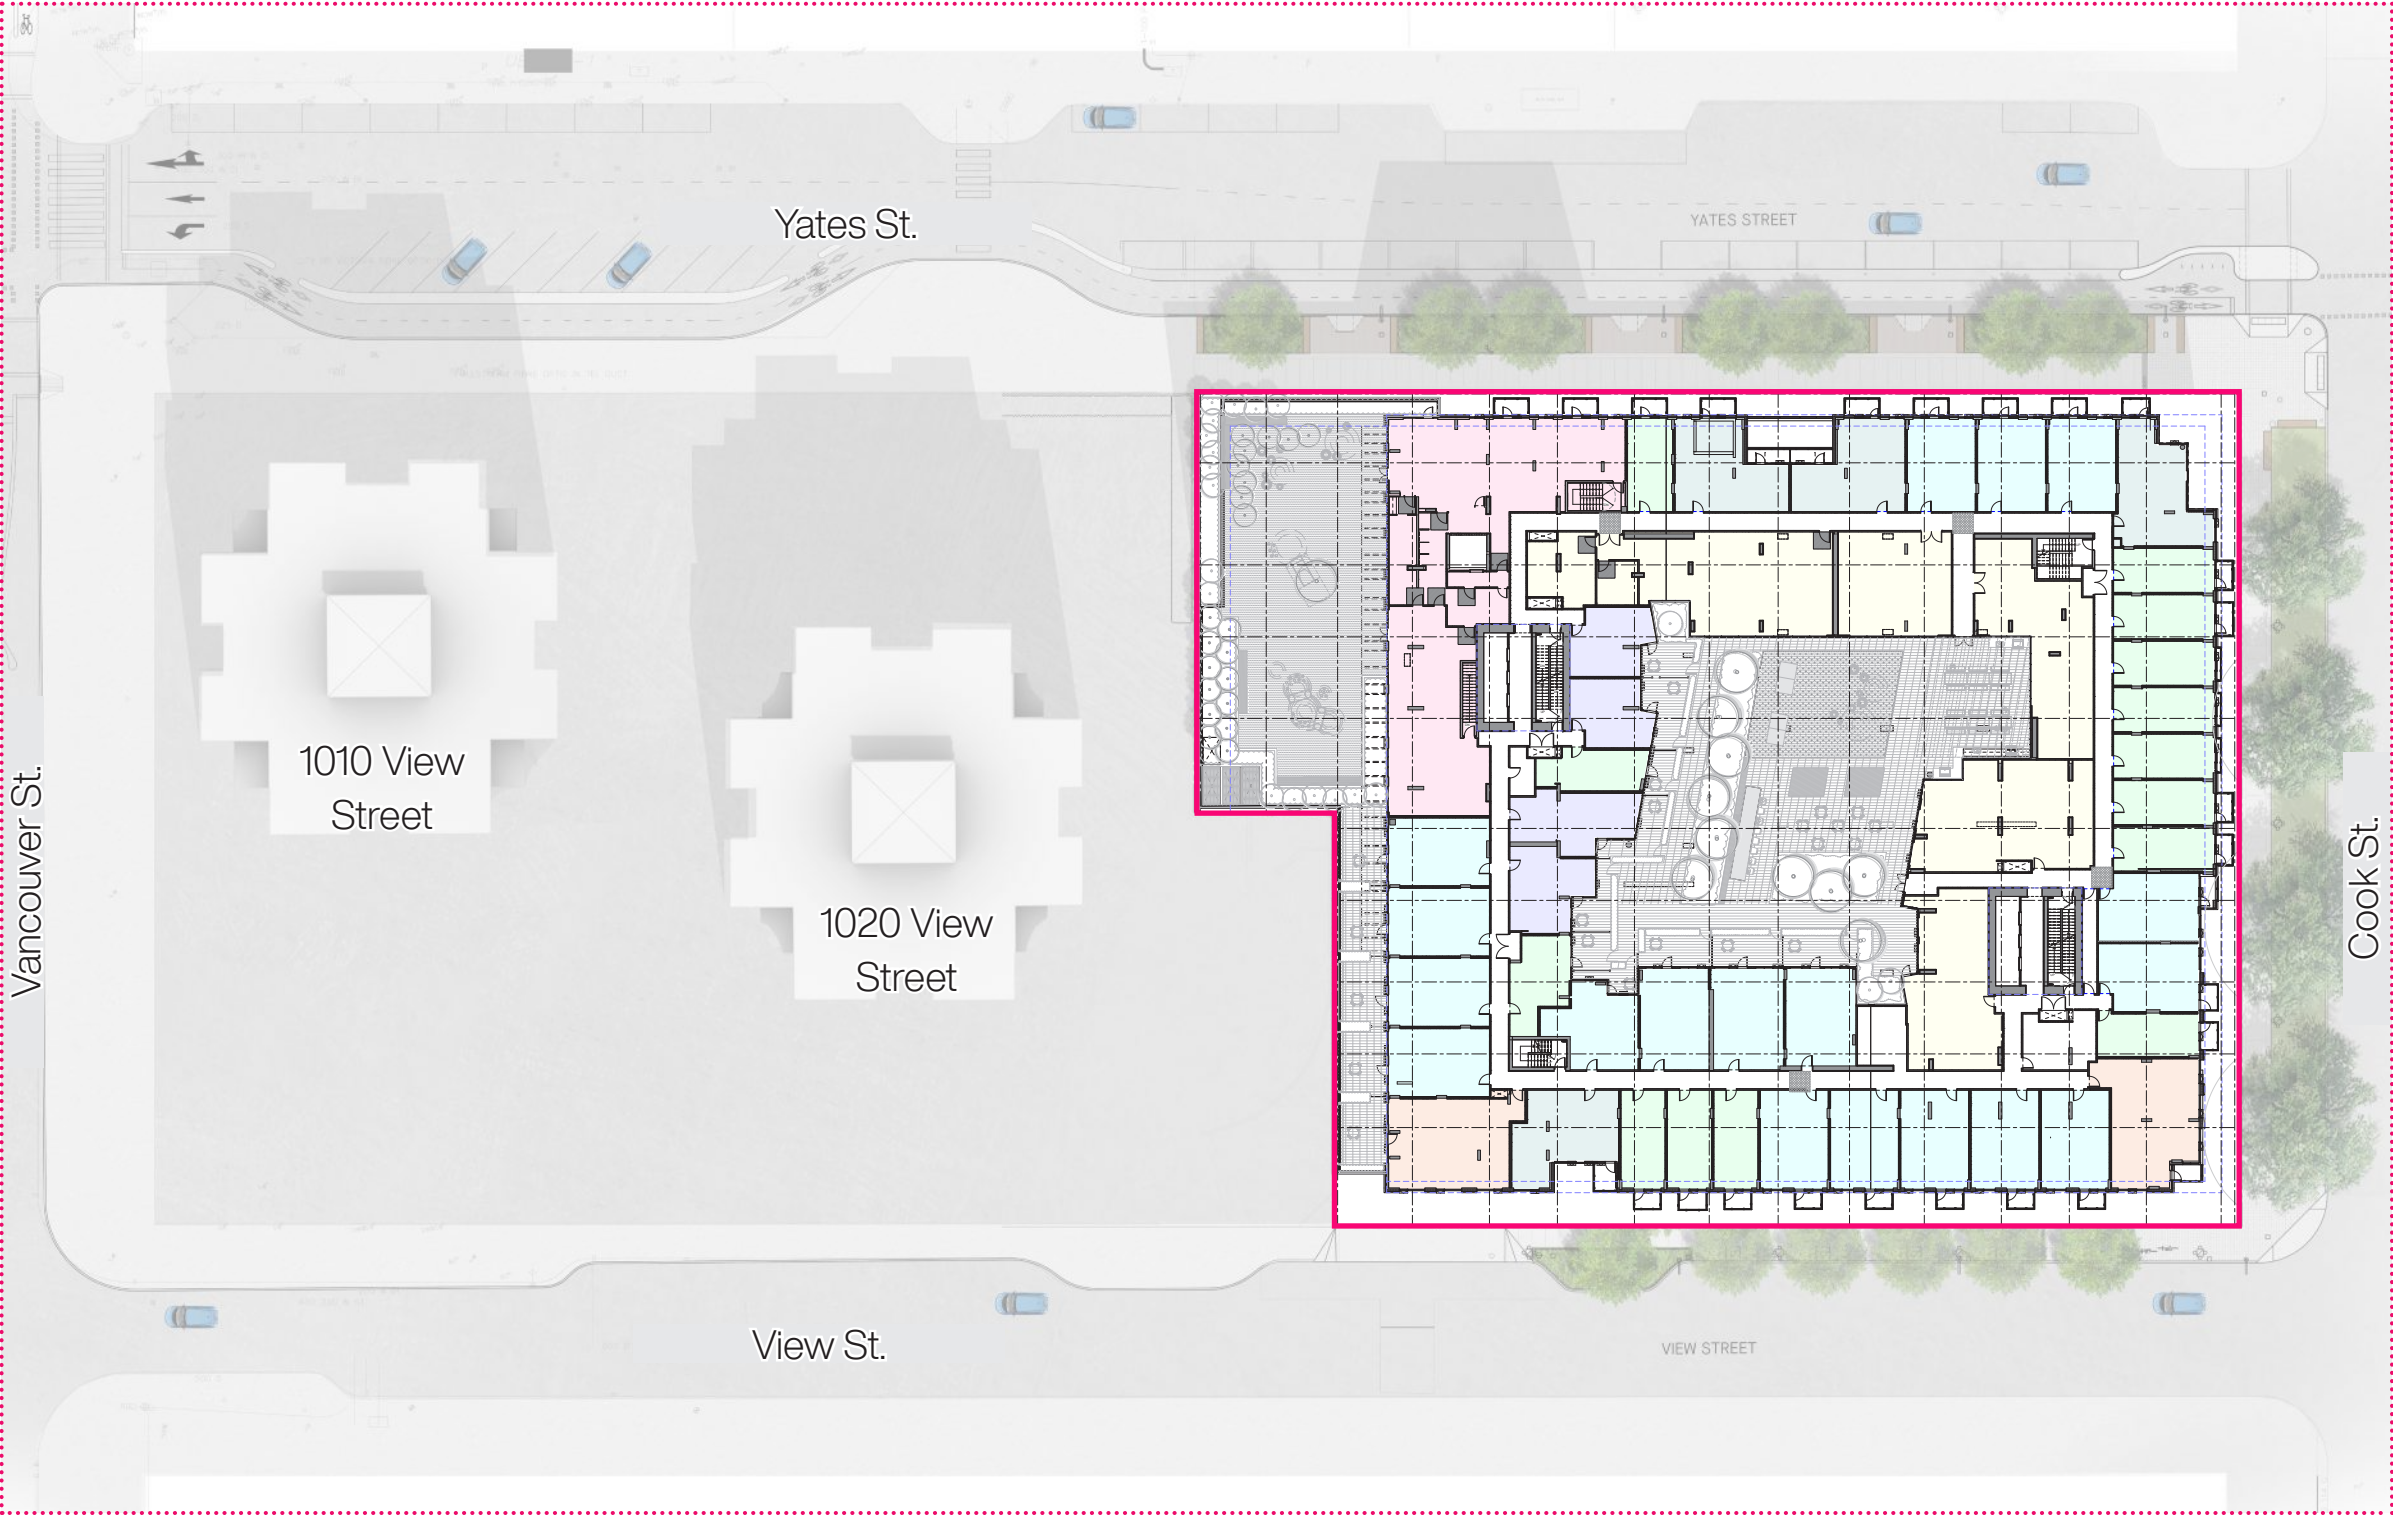 Yates St.
YATES STREET
1010 View
Street
1020 View
Street
Vancouver St.
Cook St.
View St.
VIEW STREET